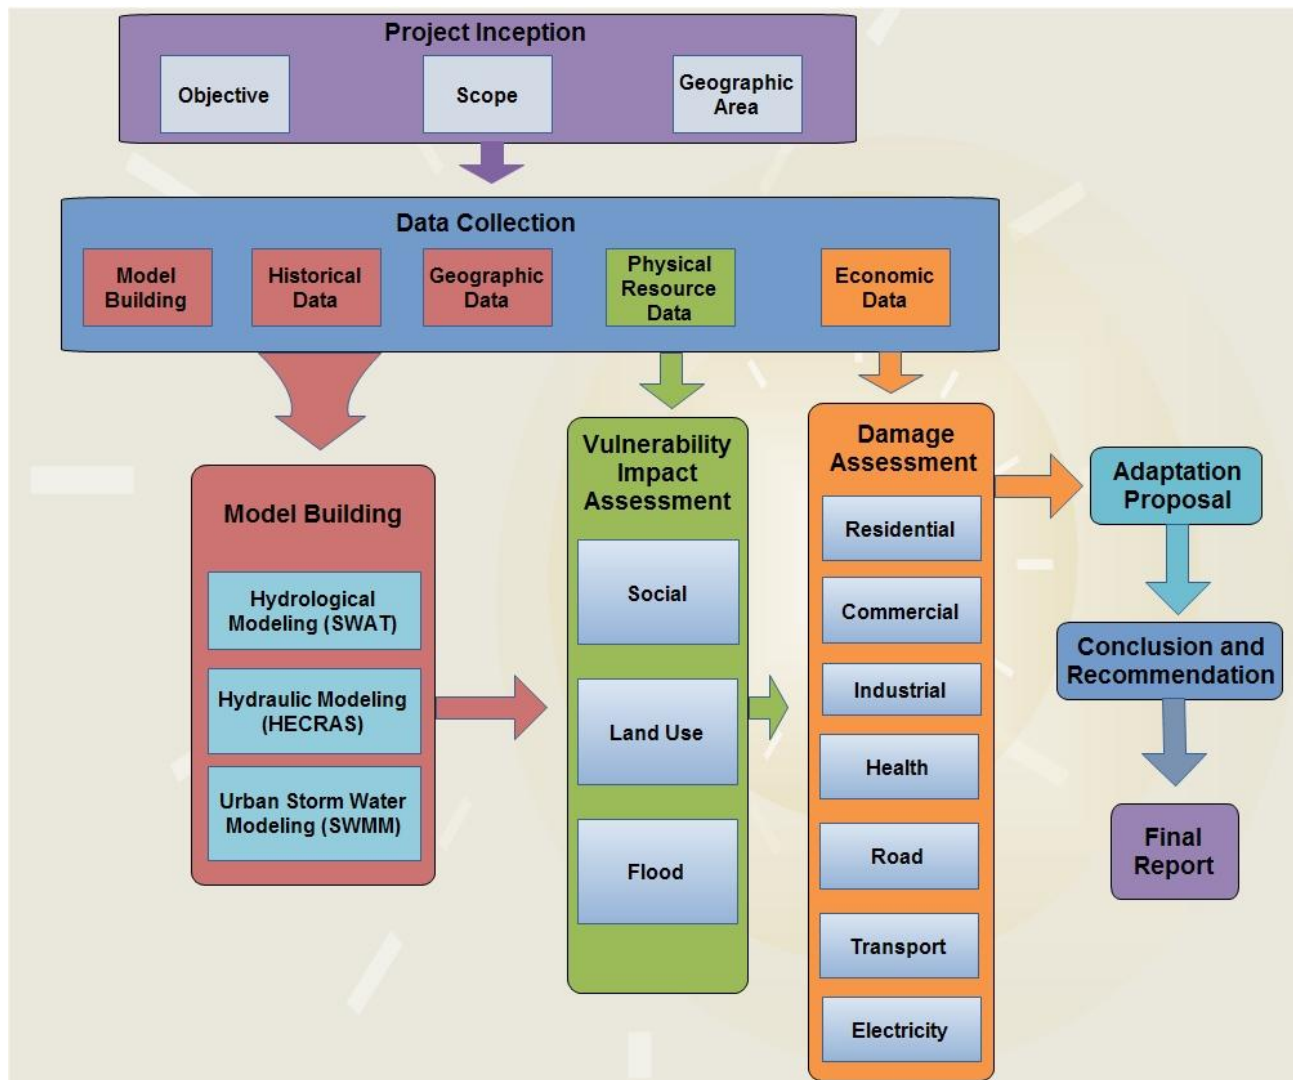 Project Inception
Objective
Scope
Geographic
Area
Data Collection
Model
Building
Historical
Data
Geographic
Data
Physical
Resource
Data
Economic
Data
Model Building
Hydrological
Modeling (SWAT)
Hydraulic Modeling
(HECRAS)
Urban Storm Water
Modeling (SWMM)
Vulnerability
Impact
Assessment
Social
Land Use
Flood
Damage
Assessment
Residential
Commercial
Industrial
Health
Road
Transport
Electricity
Adaptation
Proposal
Conclusion and
Recommendation
Final
Report